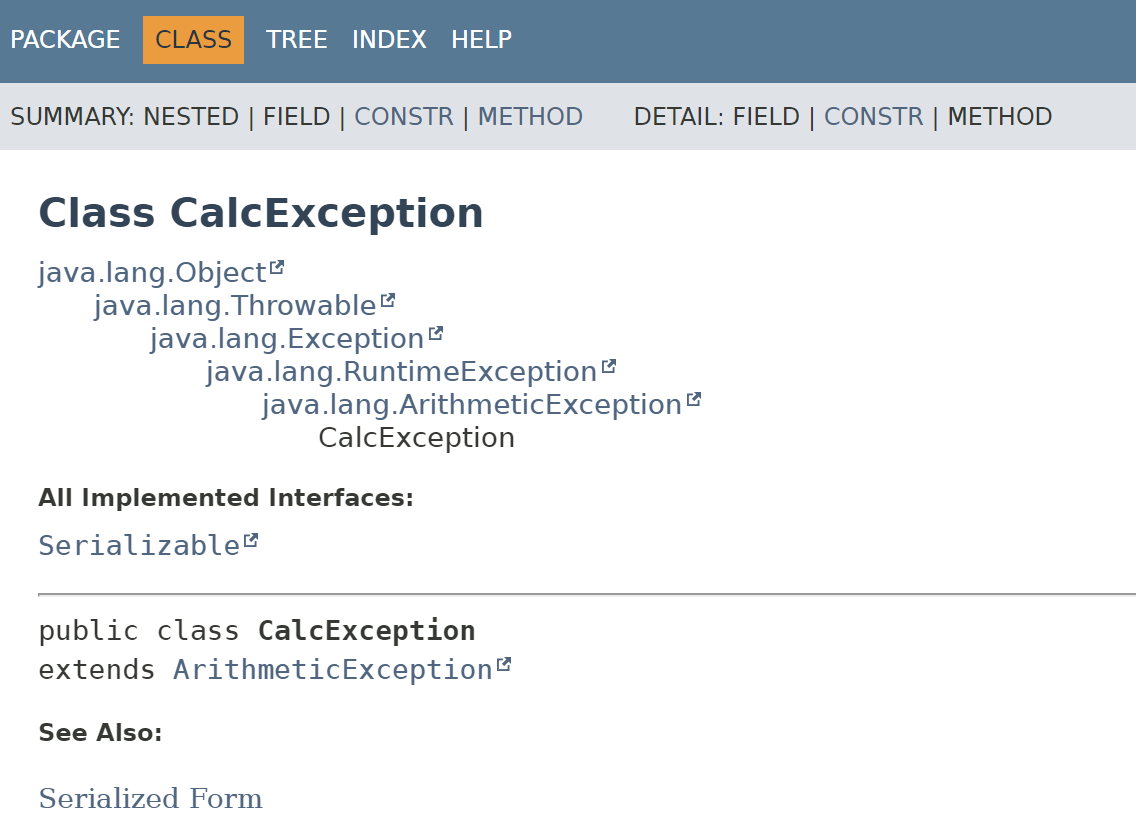 PACKAGE CLASS TREE INDEX HELP
SUMMARY: NESTED | FIELD | CONSTR | METHOD DETAIL: FIELD | CONSTR | METHOD
Class CalcException
java.lang.Object
java.lang.Throwable
java.lang.Exception
java.lang.RuntimeException
java.lang.ArithmeticException
CalcException
All Implemented Interfaces:
Serializable
public class CalcException
extends ArithmeticException
See Also:
Serialized Form